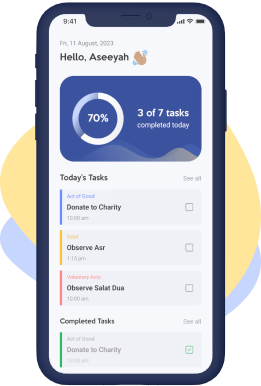 9:41
Fri, 11 August, 2023
Hello, Aseeyah
70%
3 of 7 tasks
completed today
Today's Tasks
See all
Act of Good
Donate to Charity
10:00 am
Salat
Observe Asr
1:15 pm
Voluntary Acts
Observe Salat Dua
10:00 am
Completed Tasks
See all
Act of Good
Donate to Charity
10:00 am